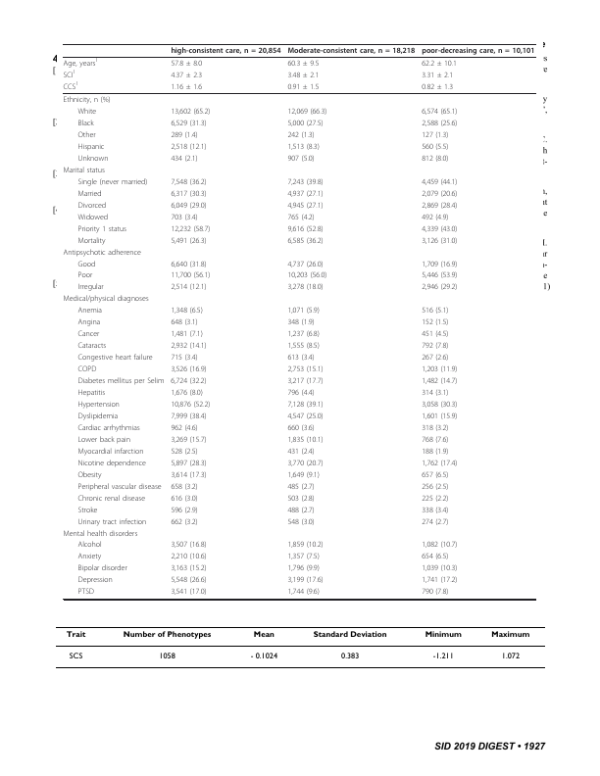 high-consistent care, n = 20,854 Moderate-consistent care, n = 18,218 poor-decreasing care, n = 10,101
Age, years 57.8 ± 8.0 60.3 ± 9.5 62.2 ± 10.1
SCI 4.37 ± 2.3 3.48 ± 2.1 3.31 ± 2.1
CCS 1.16 ± 1.6 0.91 ± 1.5 0.82 ± 1.3
Ethnicity, n (%)
White 13,602 (65.2) 12,069 (66.3) 6,574 (65.1)
Black 6,529 (31.3) 5,000 (27.5) 2,588 (25.6)
Other 289 (1.4) 242 (1.3) 127 (1.3)
Hispanic 2,518 (12.1) 1,513 (8.3) 560 (5.5)
Unknown 434 (2.1) 907 (5.0) 812 (8.0)
Marital status
Single (never married) 7,548 (36.2) 7,243 (39.8) 4,459 (44.1)
Married 6,317 (30.3) 4,937 (27.1) 2,079 (20.6)
Divorced 6,049 (29.0) 4,945 (27.1) 2,869 (28.4)
Widowed 703 (3.4) 765 (4.2) 492 (4.9)
Priority 1 status 12,232 (58.7) 9,616 (52.8) 4,339 (43.0)
Mortality 5,491 (26.3) 6,585 (36.2) 3,126 (31.0)
Antipsychotic adherence
Good 6,640 (31.8) 4,737 (26.0) 1,709 (16.9)
Poor 11,700 (56.1) 10,203 (56.0) 5,446 (53.9)
Irregular 2,514 (12.1) 3,278 (18.0) 2,946 (29.2)
Medical/physical diagnoses
Anemia 1,348 (6.5) 1,071 (5.9) 516 (5.1)
Angina 648 (3.1) 348 (1.9) 152 (1.5)
Cancer 1,481 (7.1) 1,237 (6.8) 451 (4.5)
Cataracts 2,932 (14.1) 1,555 (8.5) 792 (7.8)
Congestive heart failure 715 (3.4) 613 (3.4) 267 (2.6)
COPD 3,526 (16.9) 2,753 (15.1) 1,203 (11.9)
Diabetes mellitus per Selim 6,724 (32.2) 3,217 (17.7) 1,482 (14.7)
Hepatitis 1,676 (8.0) 796 (4.4) 314 (3.1)
Hypertension 10,876 (52.2) 7,128 (39.1) 3,058 (30.3)
Dyslipidemia 7,999 (38.4) 4,547 (25.0) 1,601 (15.9)
Cardiac arrhythmias 962 (4.6) 660 (3.6) 318 (3.2)
Lower back pain 3,269 (15.7) 1,835 (10.1) 768 (7.6)
Myocardial infarction 528 (2.5) 431 (2.4) 188 (1.9)
Nicotine dependence 5,897 (28.3) 3,770 (20.7) 1,762 (17.4)
Obesity 3,614 (17.3) 1,649 (9.1) 657 (6.5)
Peripheral vascular disease 658 (3.2) 485 (2.7) 256 (2.5)
Chronic renal disease 616 (3.0) 503 (2.8) 225 (2.2)
Stroke 596 (2.9) 488 (2.7) 338 (3.4)
Urinary tract infection 662 (3.2) 548 (3.0) 274 (2.7)
Mental health disorders
Alcohol 3,507 (16.8) 1,859 (10.2) 1,082 (10.7)
Anxiety 2,210 (10.6) 1,357 (7.5) 654 (6.5)
Bipolar disorder 3,163 (15.2) 1,796 (9.9) 1,039 (10.3)
Depression 5,548 (26.6) 3,199 (17.6) 1,741 (17.2)
PTSD 3,541 (17.0) 1,744 (9.6) 790 (7.8)
Trait Number of Phenotypes Mean Standard Deviation Minimum Maximum
SCS 1058 - 0.1024 0.383 -1.211 1.072
SID 2019 DIGEST • 1927